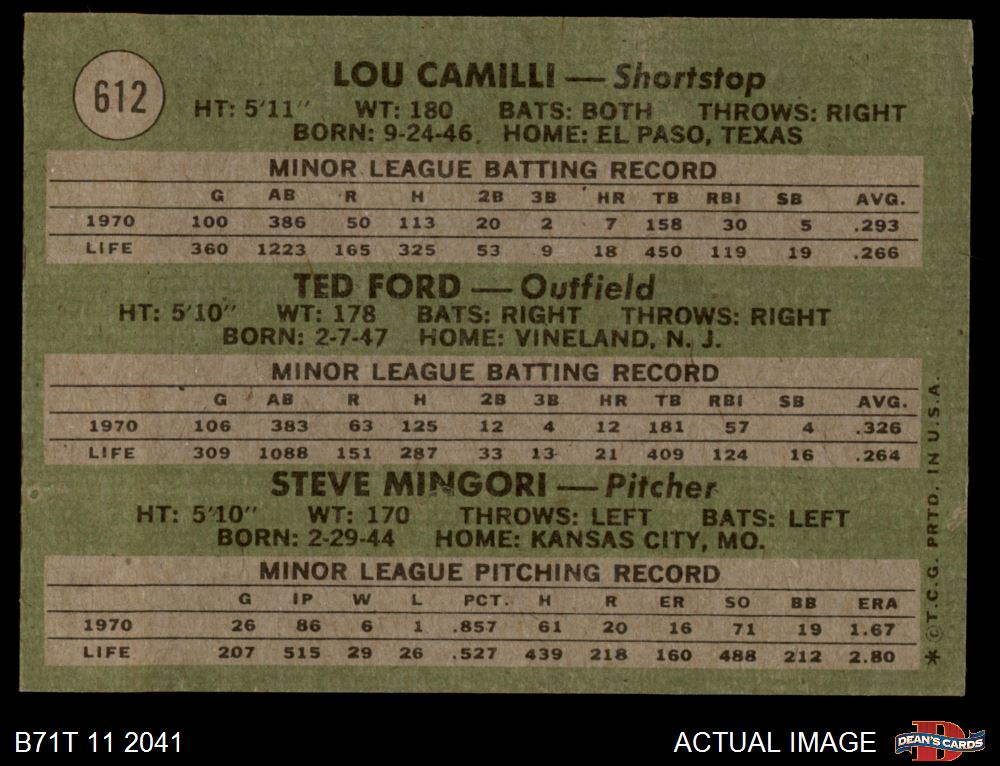 612
LOU CAMILLI — Shortstop
HT: 5'11" WT: 180 BATS: BOTH THROWS: RIGHT
BORN: 9-24-46. HOME: EL PASO, TEXAS
MINOR LEAGUE BATTING RECORD
G AB R H 2B 3B HR TB RBI SB AVG.
1970 100 386 50 113 20 2 7 158 30 5 .293
LIFE 360 1223 165 325 53 9 18 450 119 19 .266
TED FORD — Outfield
HT: 5'10" WT: 178 BATS: RIGHT THROWS: RIGHT
BORN: 2-7-47 HOME: VINELAND, N. J.
MINOR LEAGUE BATTING RECORD
G AB R H 2B 3B HR TB RBI SB AVG.
1970 106 383 63 125 12 4 12 181 57 4 .326
LIFE 309 1088 151 287 33 13 21 409 124 16 .264
STEVE MINGORI — Pitcher
HT: 5'10" WT: 170 THROWS: LEFT BATS: LEFT
BORN: 2-29-44 HOME: KANSAS CITY, MO.
MINOR LEAGUE PITCHING RECORD
G IP W L PCT. H R ER SO BB ERA
1970 26 86 6 1 .857 61 20 16 71 19 1.67
LIFE 207 515 29 26 .527 439 218 160 488 212 2.80
* © T.C.G. PRTD. IN U.S.A.
B71T 11 2041
ACTUAL IMAGE
D
DEAN'S CARDS